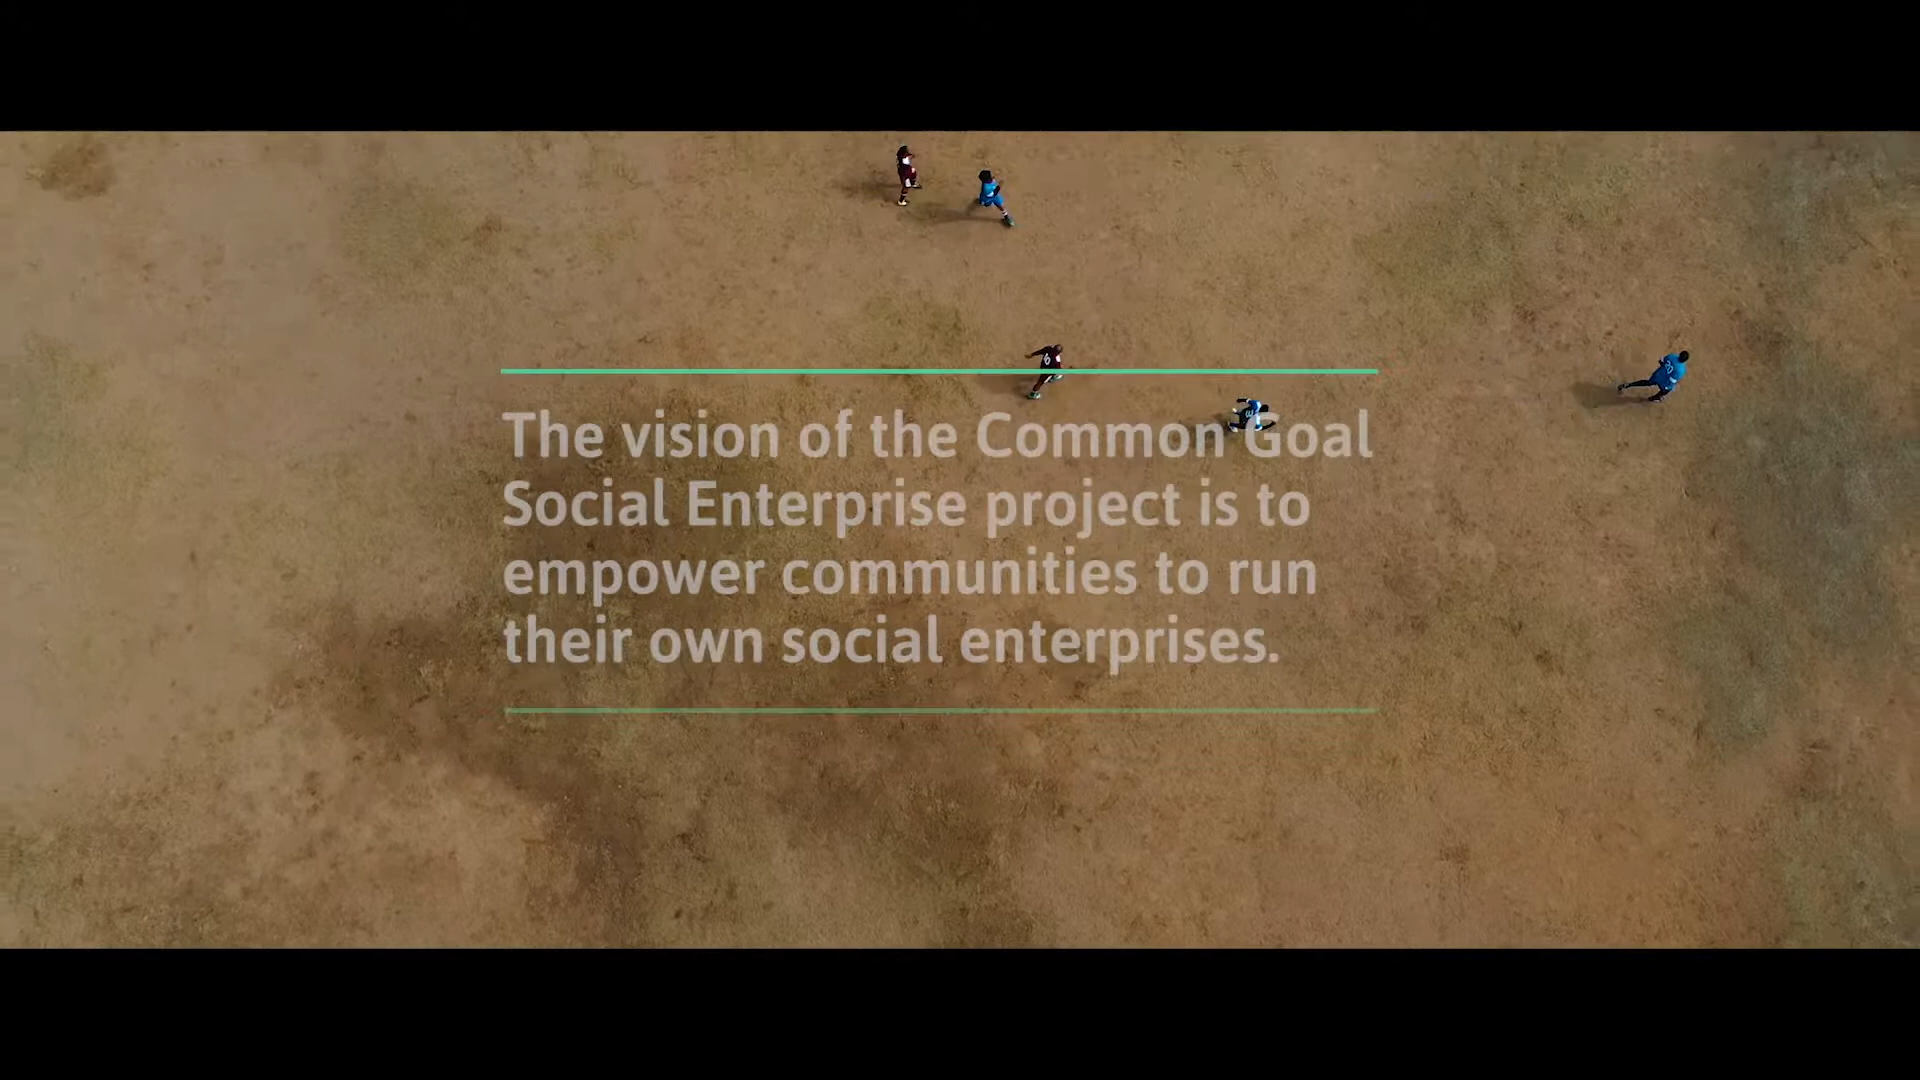 The vision of the Common Goal
Social Enterprise project is to
empower communities to run
their own social enterprises.